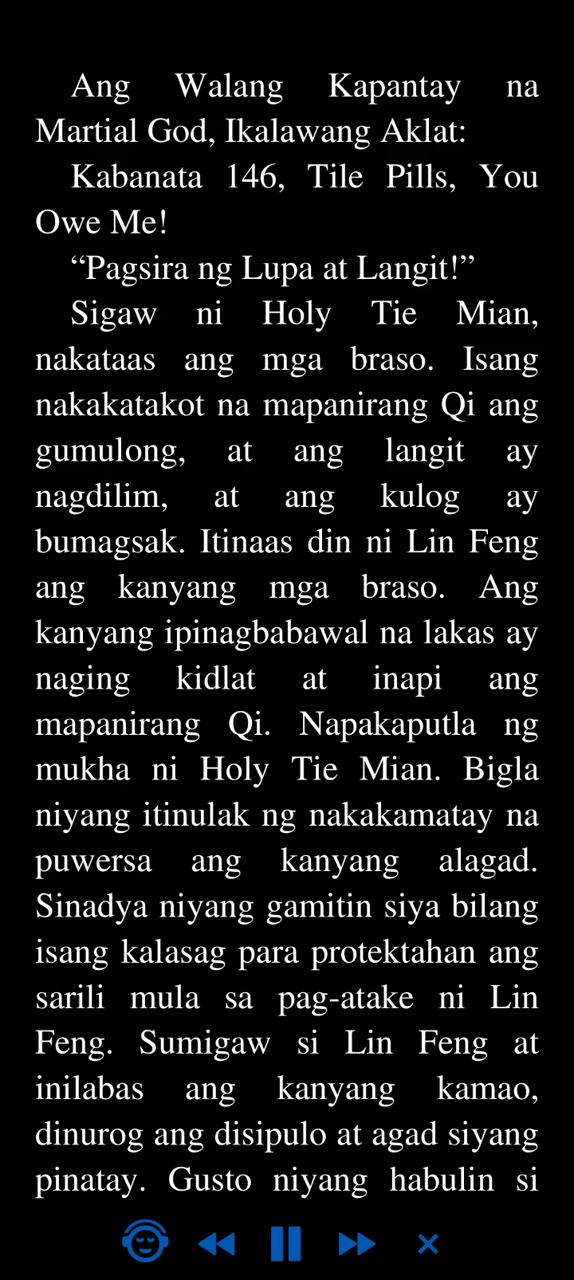 Ang Walang Kapantay na
Martial God, Ikalawang Aklat:
Kabanata 146, Tile Pills, You
Owe Me!
“Pagsira ng Lupa at Langit!”
Sigaw ni Holy Tie Mian,
nakataas ang mga braso. Isang
nakakatakot na mapanirang Qi ang
gumulong, at ang langit ay
nagdilim, at ang kulog ay
bumagsak. Itinaas din ni Lin Feng
ang kanyang mga braso. Ang
kanyang ipinagbabawal na lakas ay
naging kidlat at inapi ang
mapanirang Qi. Napakaputla ng
mukha ni Holy Tie Mian. Bigla
niyang itinulak ng nakakamatay na
puwersa ang kanyang alagad.
Sinadya niyang gamitin siya bilang
isang kalasag para protektahan ang
sarili mula sa pag-atake ni Lin
Feng. Sumigaw si Lin Feng at
inilabas ang kanyang kamao,
dinurog ang disipulo at agad siyang
pinatay. Gusto niyang habulin si